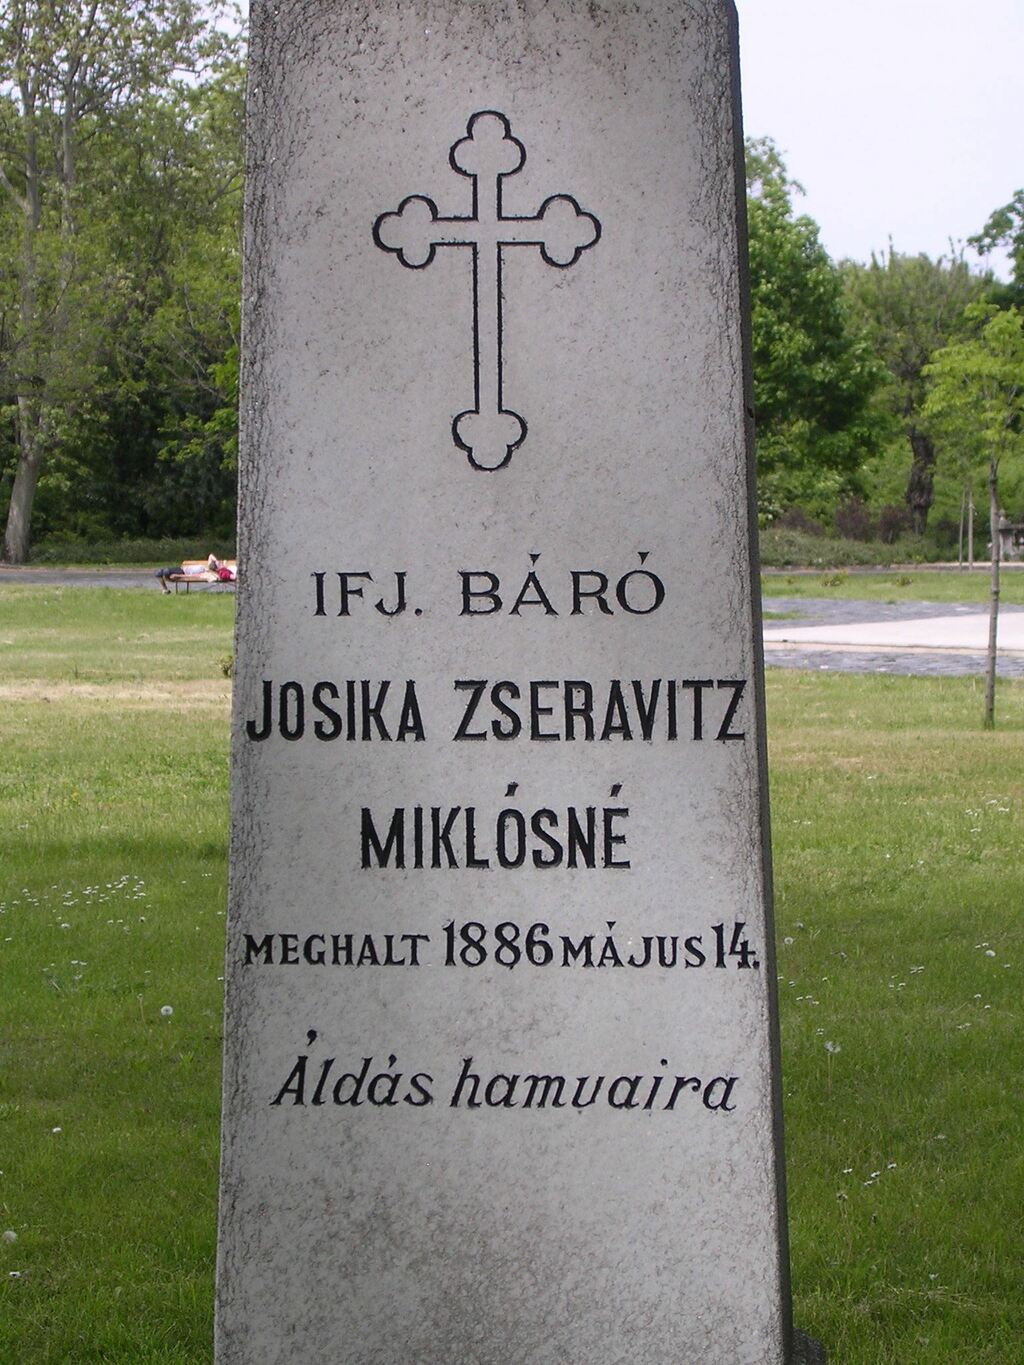 IFJ. BÁRÓ
JOSIKA ZSERAVITZ
MIKLÓSNÉ
MEGHALT 1886 MÁJUS 14.
Áldás hamvaira